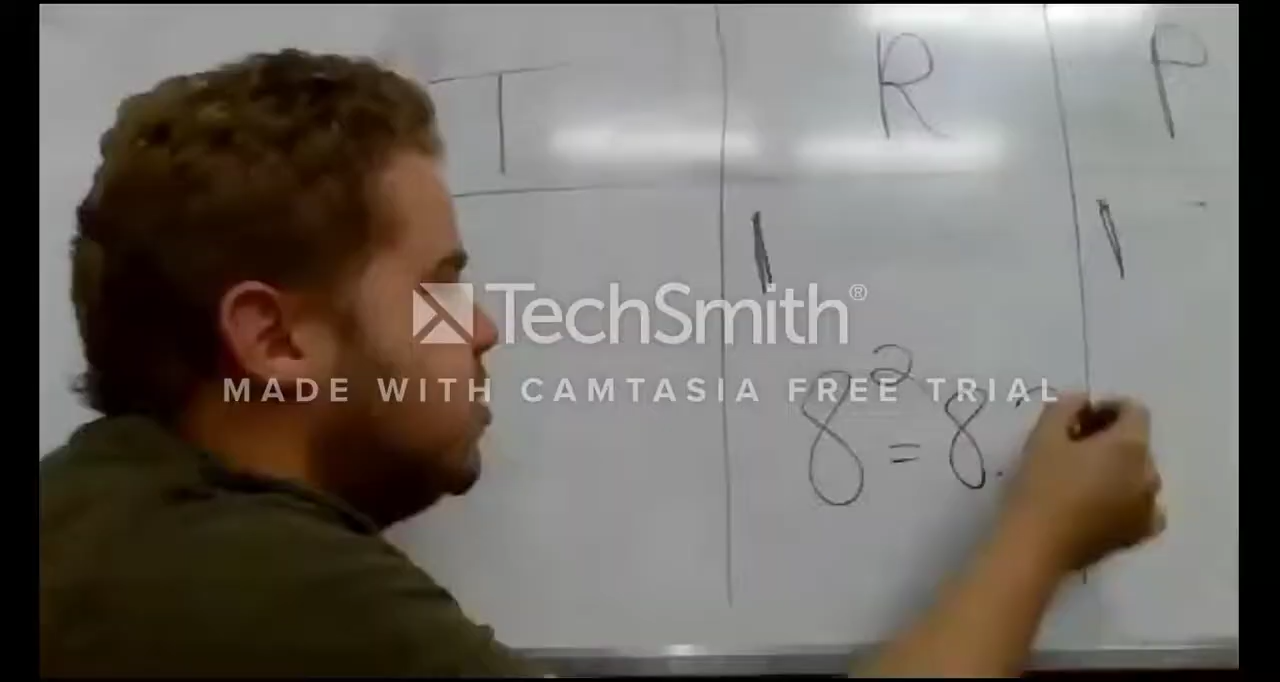 T R P
1 1
TechSmith®
MADE WITH CAMTASIA FREE TRIAL
8² = 8.